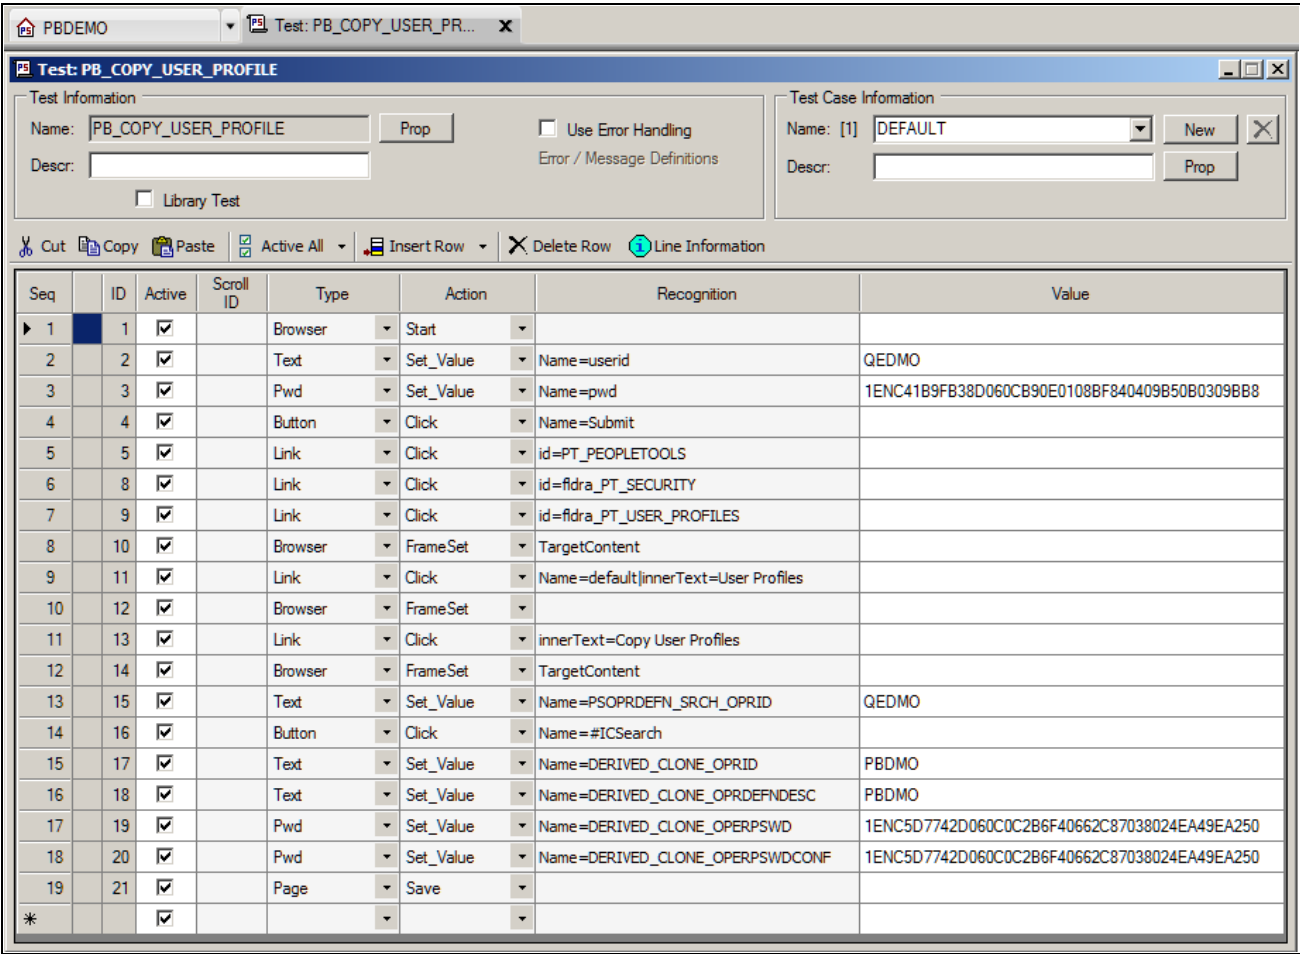 PBDEMO Test: PB_COPY_USER_PR... X
PS Test: PB_COPY_USER_PROFILE
Test Information Test Case Information
Name: PB_COPY_USER_PROFILE Prop Use Error Handling Name: [1] DEFAULT New
Descr: Error / Message Definitions Descr: Prop
Library Test
Cut Copy Paste Active All Insert Row Delete Row Line Information
Seq ID Active Scroll ID Type Action Recognition Value
1 1 Browser Start
2 2 Text Set_Value Name=userid QEDMO
3 3 Pwd Set_Value Name=pwd 1ENC41B9FB38D060CB90E0108BF840409B50B0309BB8
4 4 Button Click Name=Submit
5 5 Link Click id=PT_PEOPLETOOLS
6 8 Link Click id=fldra_PT_SECURITY
7 9 Link Click id=fldra_PT_USER_PROFILES
8 10 Browser FrameSet TargetContent
9 11 Link Click Name=default|innerText=User Profiles
10 12 Browser FrameSet
11 13 Link Click innerText=Copy User Profiles
12 14 Browser FrameSet TargetContent
13 15 Text Set_Value Name=PSOPRDEFN_SRCH_OPRID QEDMO
14 16 Button Click Name=#ICSearch
15 17 Text Set_Value Name=DERIVED_CLONE_OPRID PBDMO
16 18 Text Set_Value Name=DERIVED_CLONE_OPRDEFNDESC PBDMO
17 19 Pwd Set_Value Name=DERIVED_CLONE_OPERPSWD 1ENC5D7742D060C0C2B6F40662C87038024EA49EA250
18 20 Pwd Set_Value Name=DERIVED_CLONE_OPERPSWDCONF 1ENC5D7742D060C0C2B6F40662C87038024EA49EA250
19 21 Page Save